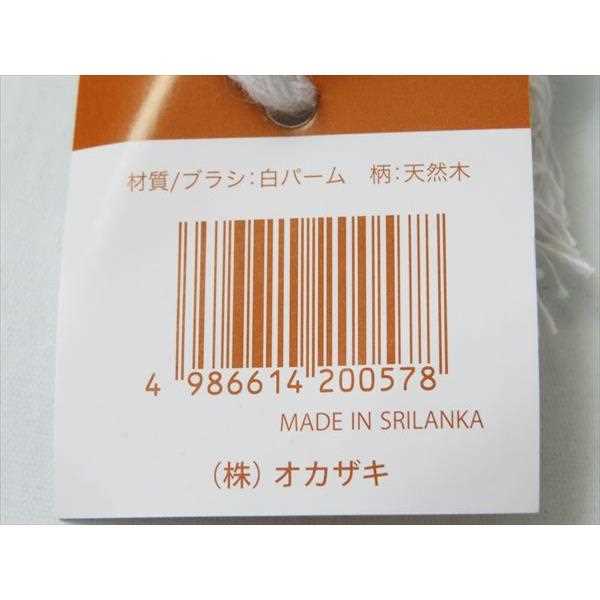 材質/ブラシ:白パーム 柄:天然木
4 986614 200578
MADE IN SRILANKA
(株) オカザキ